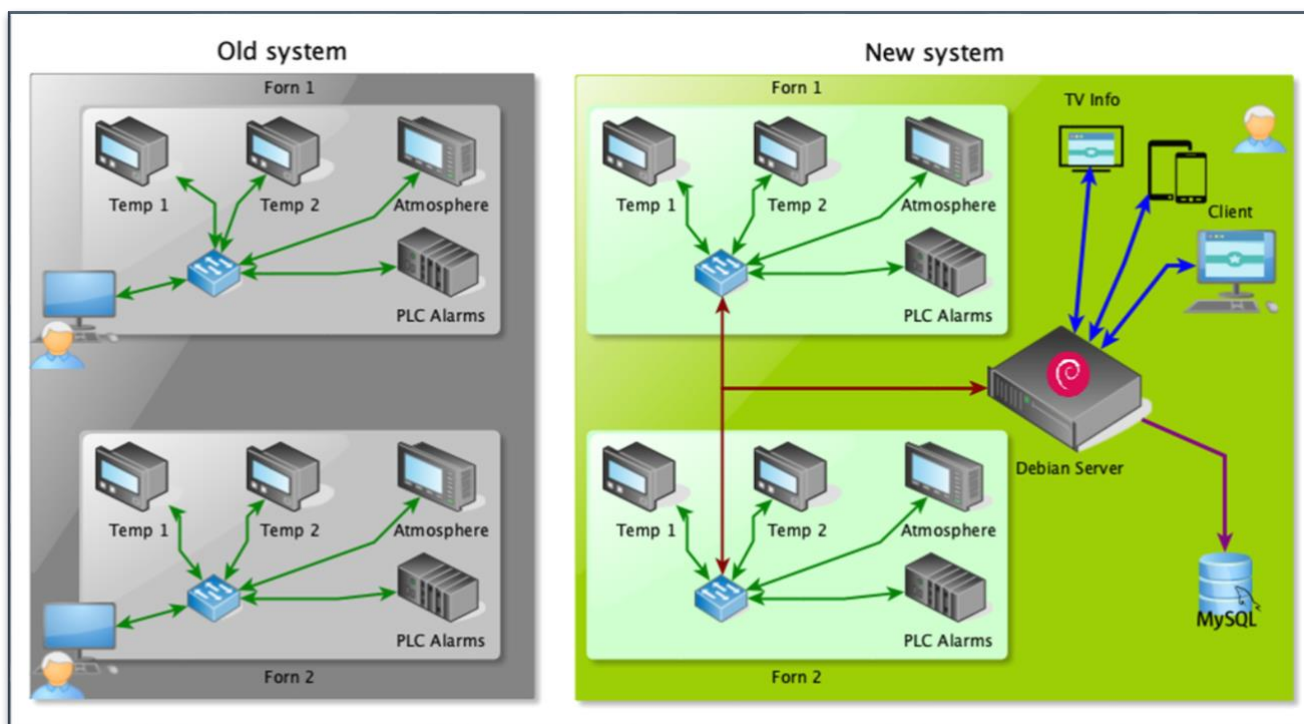 Old system
Forn 1
Temp 1
Temp 2
Atmosphere
PLC Alarms
Temp 1
Temp 2
Atmosphere
PLC Alarms
Forn 2
New system
Forn 1
Temp 1
Temp 2
Atmosphere
PLC Alarms
TV Info
Client
Debian Server
Temp 1
Temp 2
Atmosphere
PLC Alarms
Forn 2
MySQL